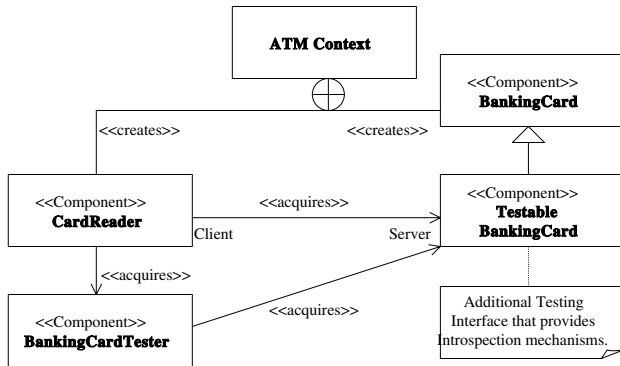 ATM Context
<<Component>>
BankingCard
<<creates>>
<<creates>>
<<Component>>
CardReader
<<acquires>>
Client
Server
<<Component>>
Testable
BankingCard
<<acquires>>
<<Component>>
BankingCardTester
<<acquires>>
Additional Testing
Interface that provides
Introspection mechanisms.